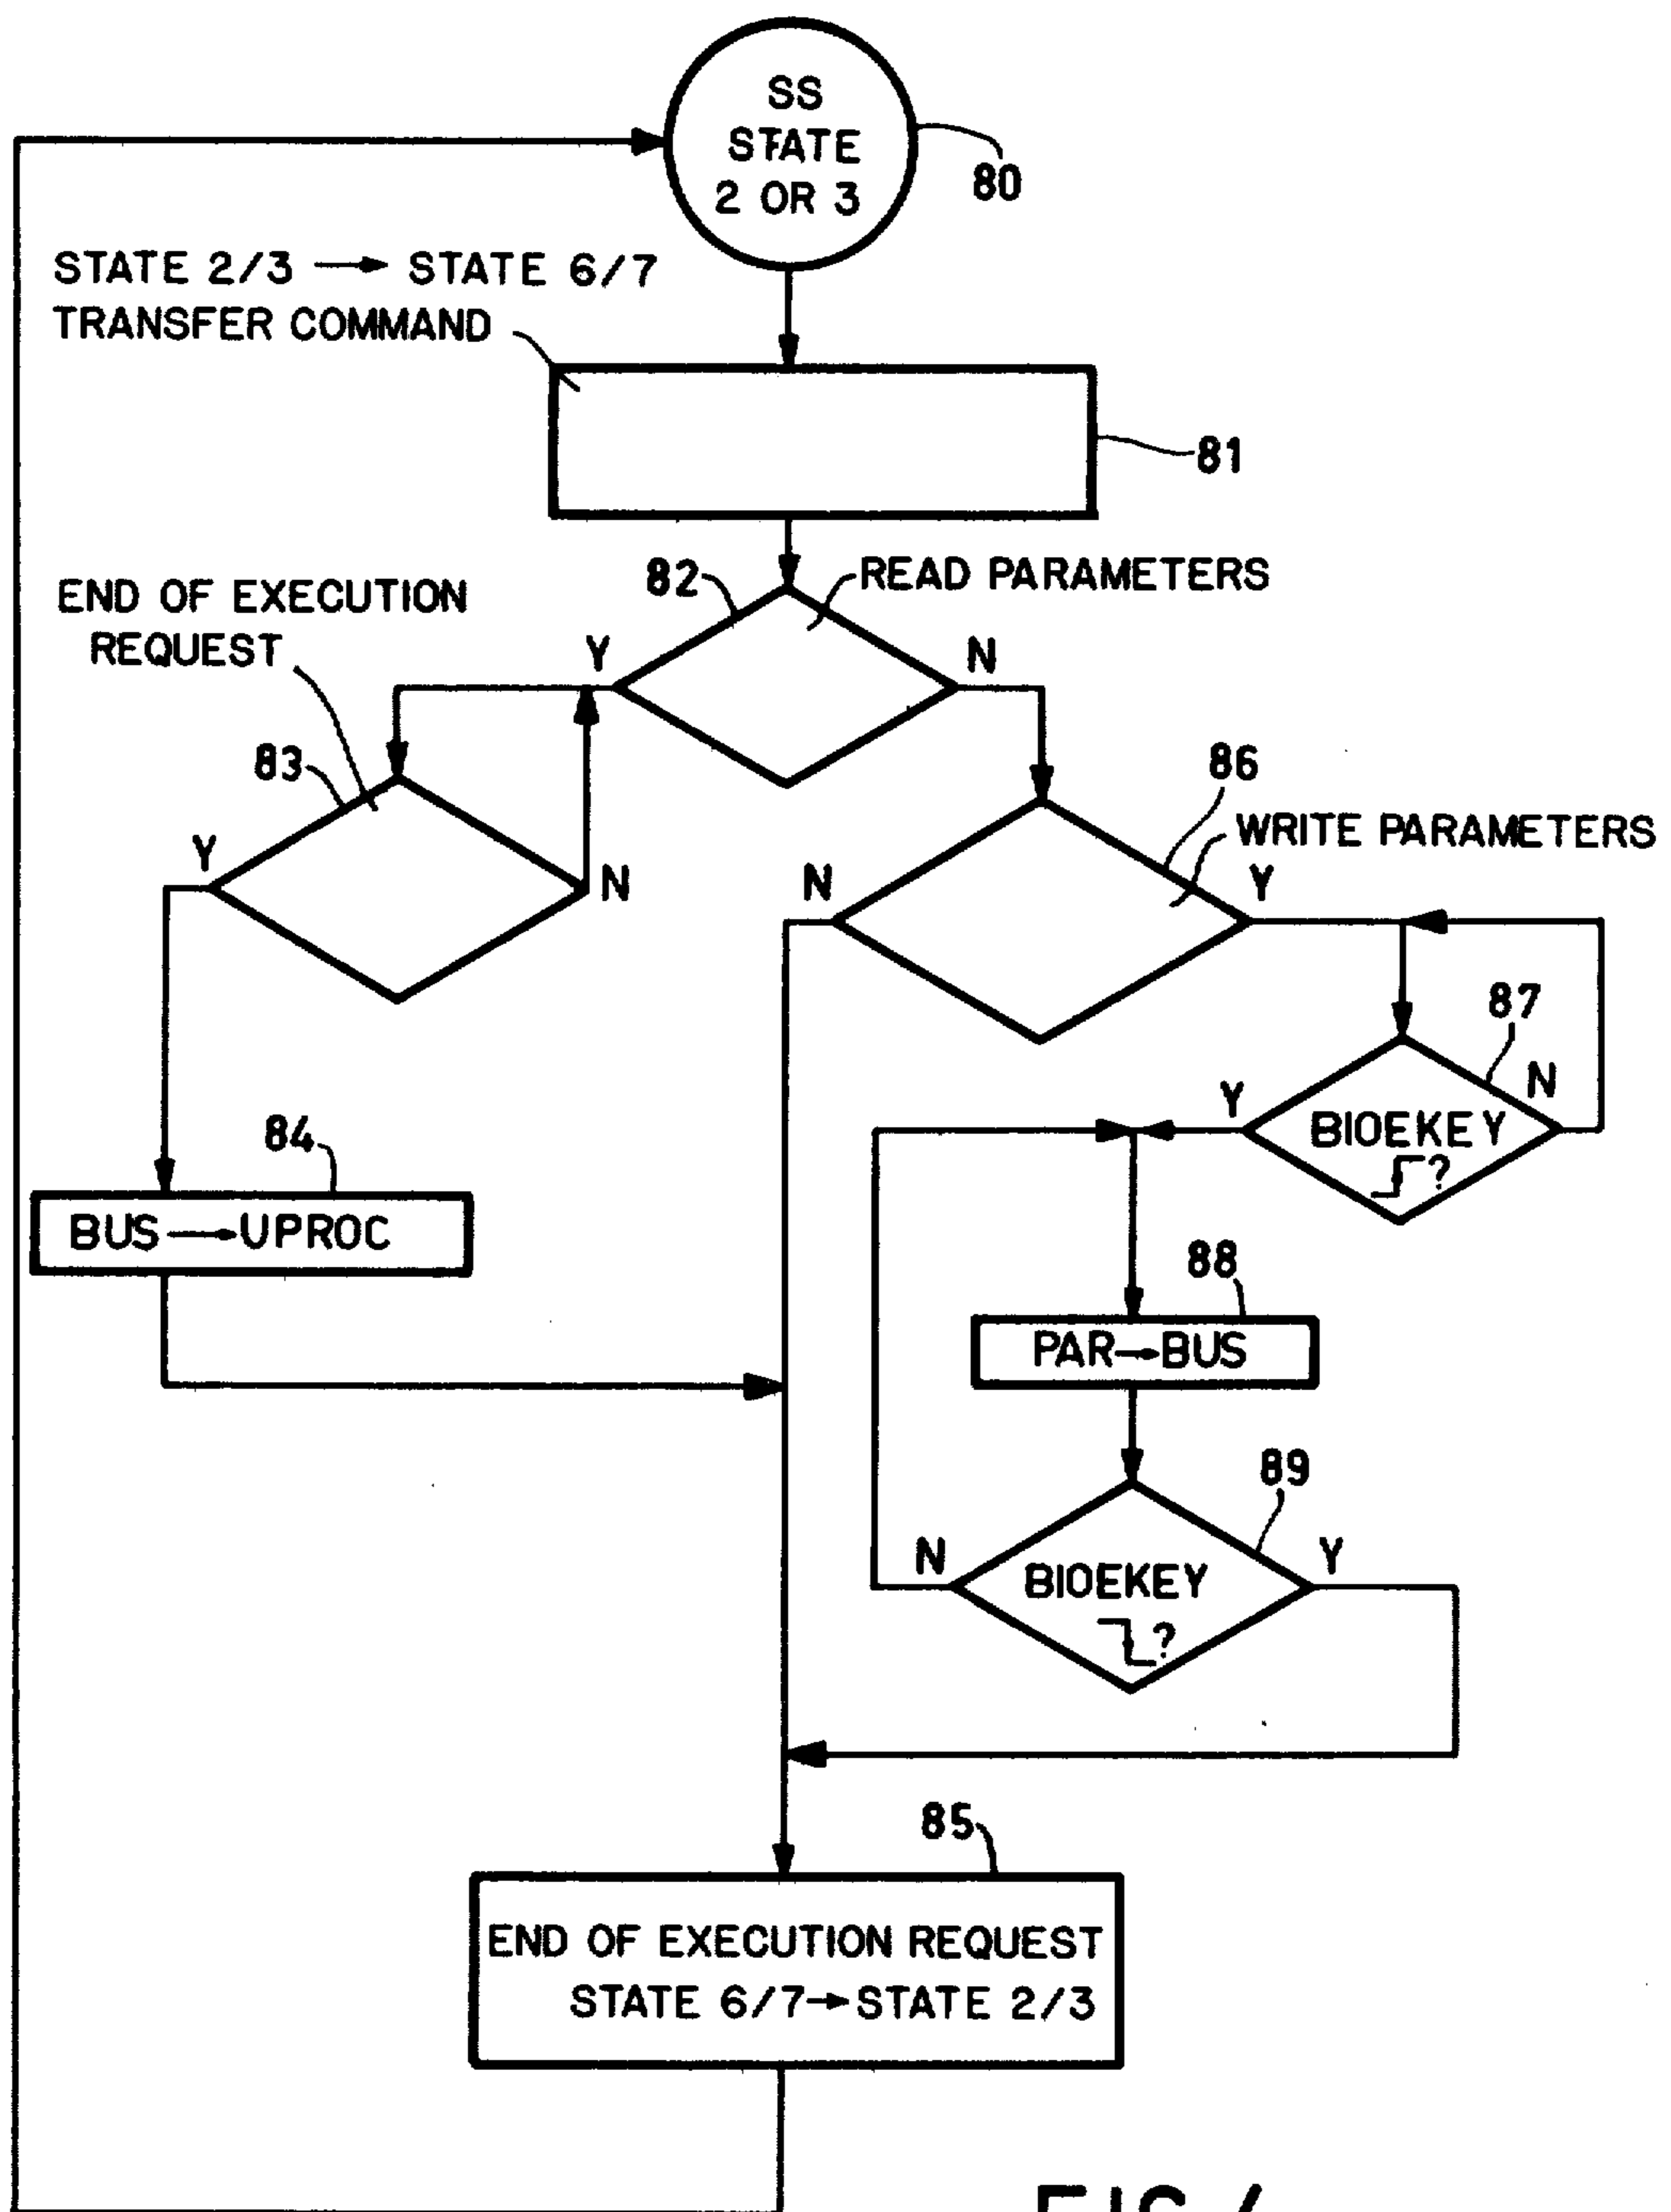 SS
STATE
2 OR 3
80
STATE 2/3 → STATE 6/7
TRANSFER COMMAND
81
82
READ PARAMETERS
END OF EXECUTION
REQUEST
Y
N
83
86
WRITE PARAMETERS
Y
N
N
Y
87
Y
N
BIOEKEY
?
84
BUS → UPROC
88
PAR → BUS
89
N
Y
BIOEKEY
?
85
END OF EXECUTION REQUEST
STATE 6/7 → STATE 2/3